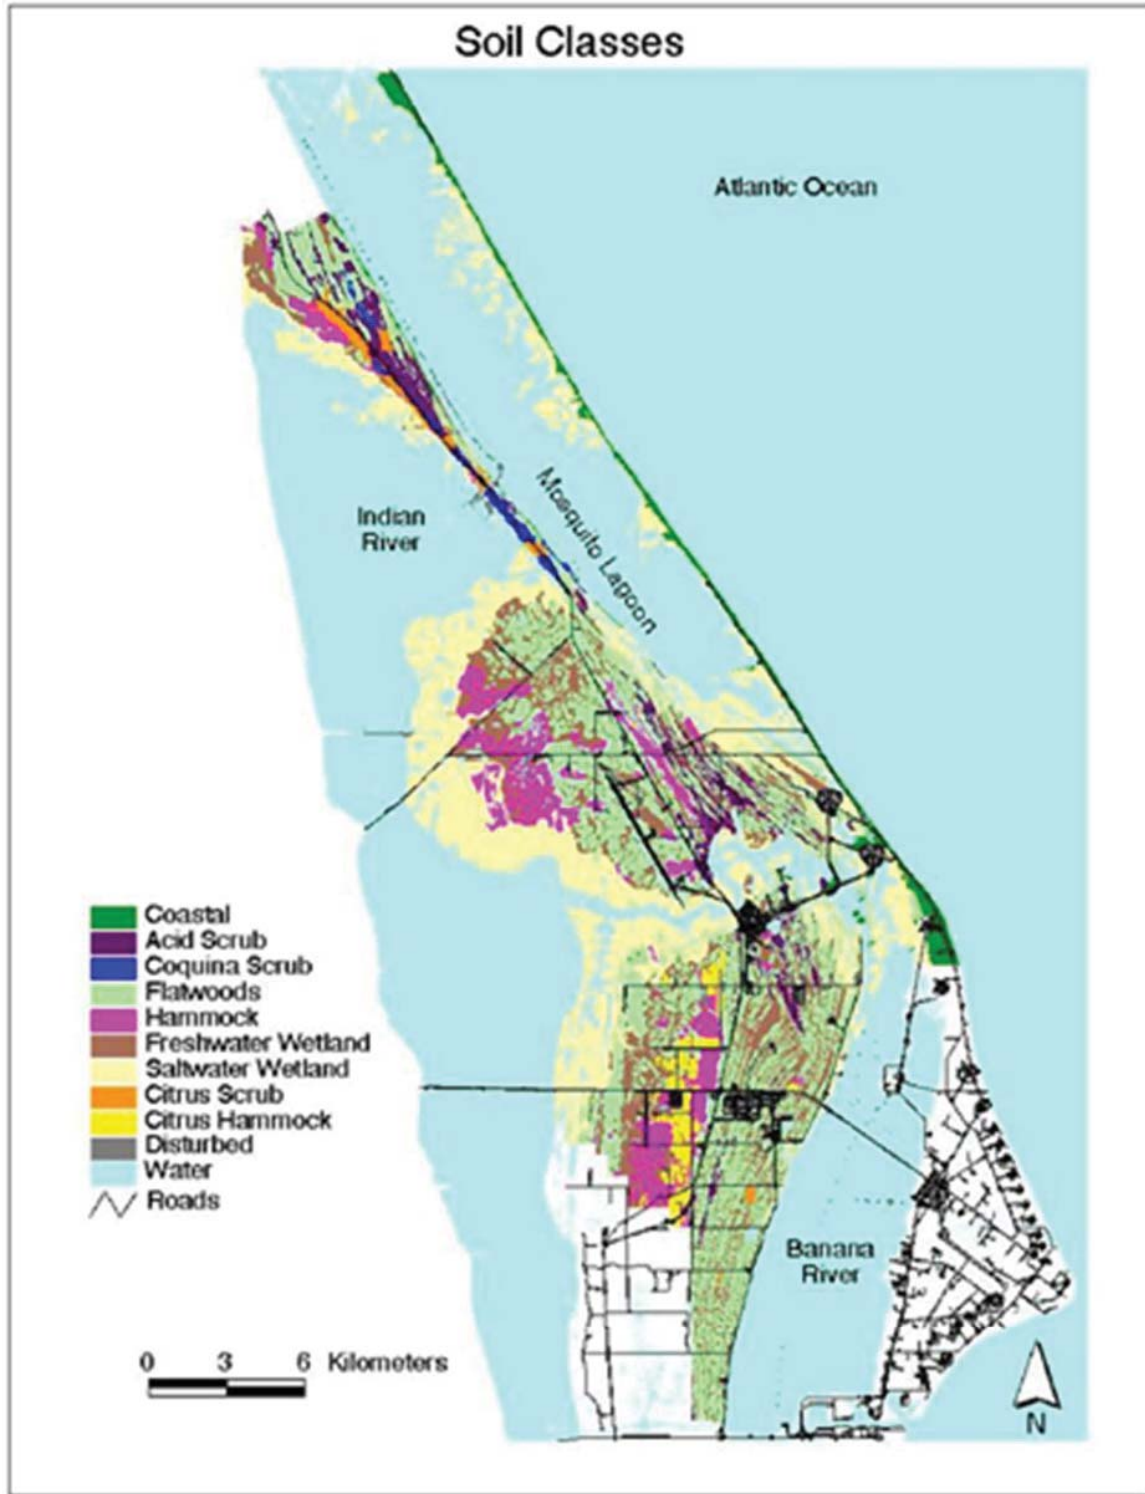 Soil Classes
Atlantic Ocean
Indian
River
Mosquito Lagoon
Coastal
Acid Scrub
Coquina Scrub
Flatwoods
Hammock
Freshwater Wetland
Saltwater Wetland
Citrus Scrub
Citrus Hammock
Disturbed
Water
Roads
Banana
River
0 3 6 Kilometers
N